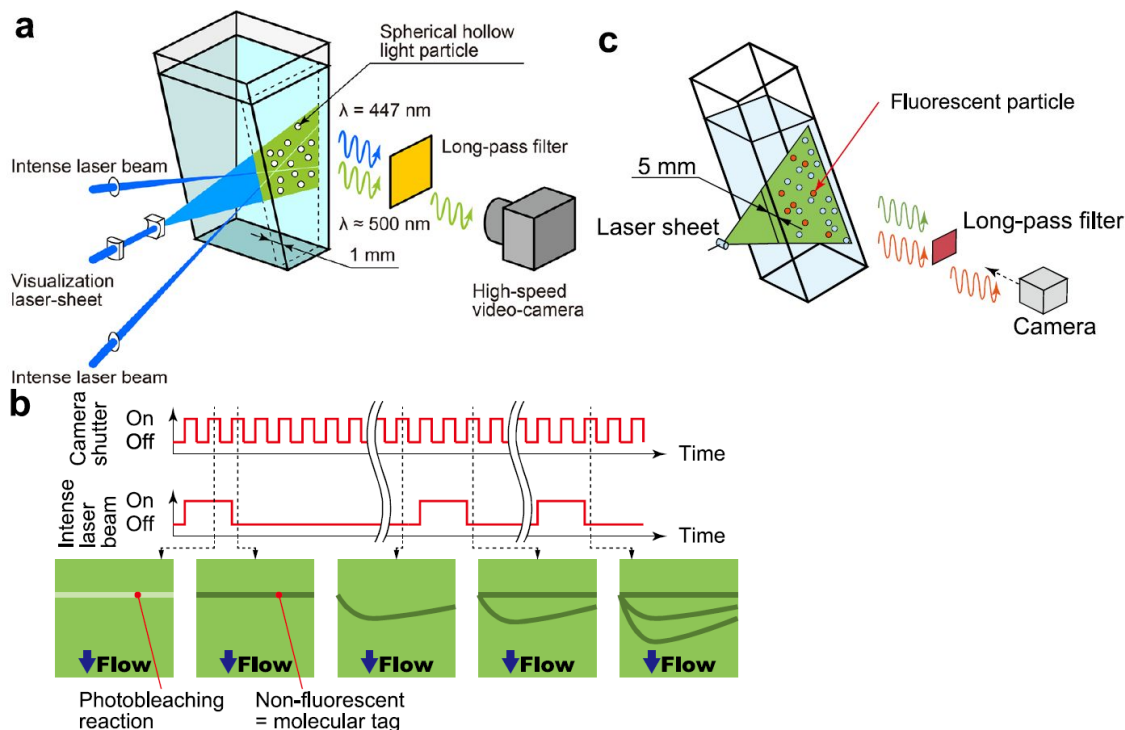 a
Spherical hollow
light particle
λ = 447 nm
Long-pass filter
Intense laser beam
λ ≈ 500 nm
1 mm
Visualization
laser-sheet
High-speed
video-camera
Intense laser beam
c
Fluorescent particle
5 mm
Laser sheet
Long-pass filter
Camera
b
Camera
shutter
On
Off
Time
Intense
laser
beam
On
Off
Time
Flow
Flow
Flow
Flow
Flow
Photobleaching
reaction
Non-fluorescent
= molecular tag